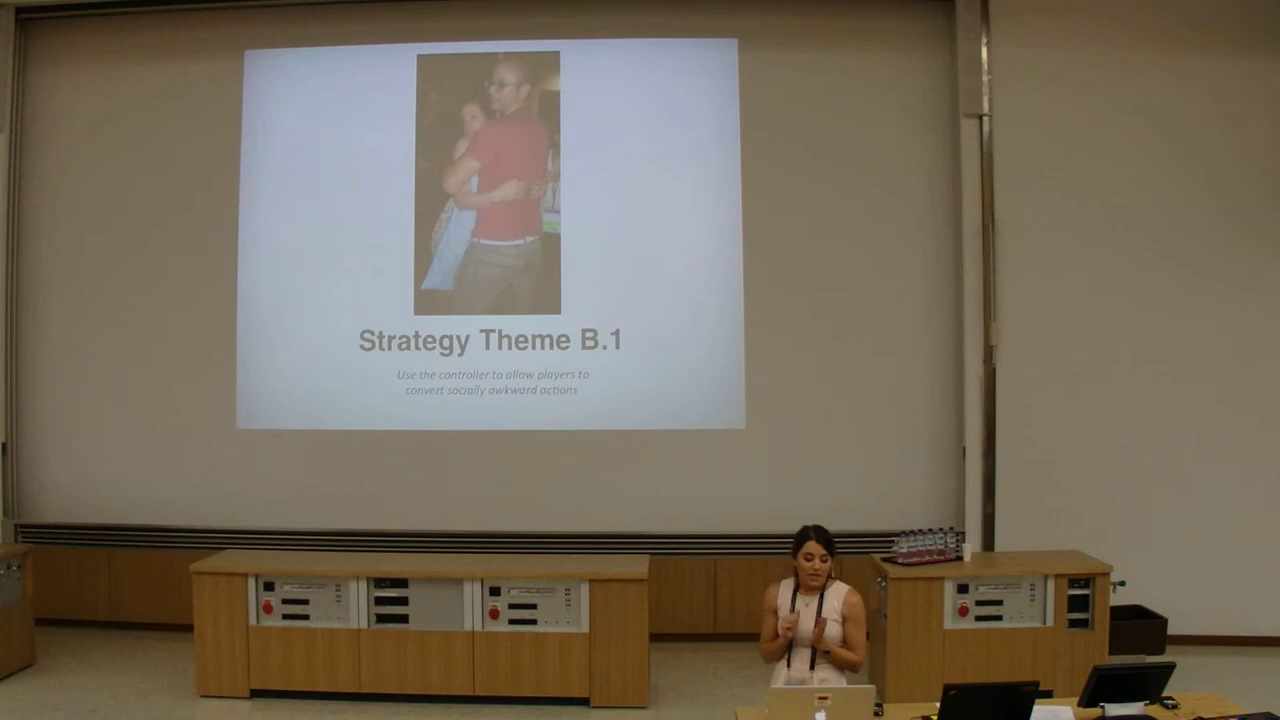 Strategy Theme B.1
Use the controller to allow players to
convert socially awkward actions